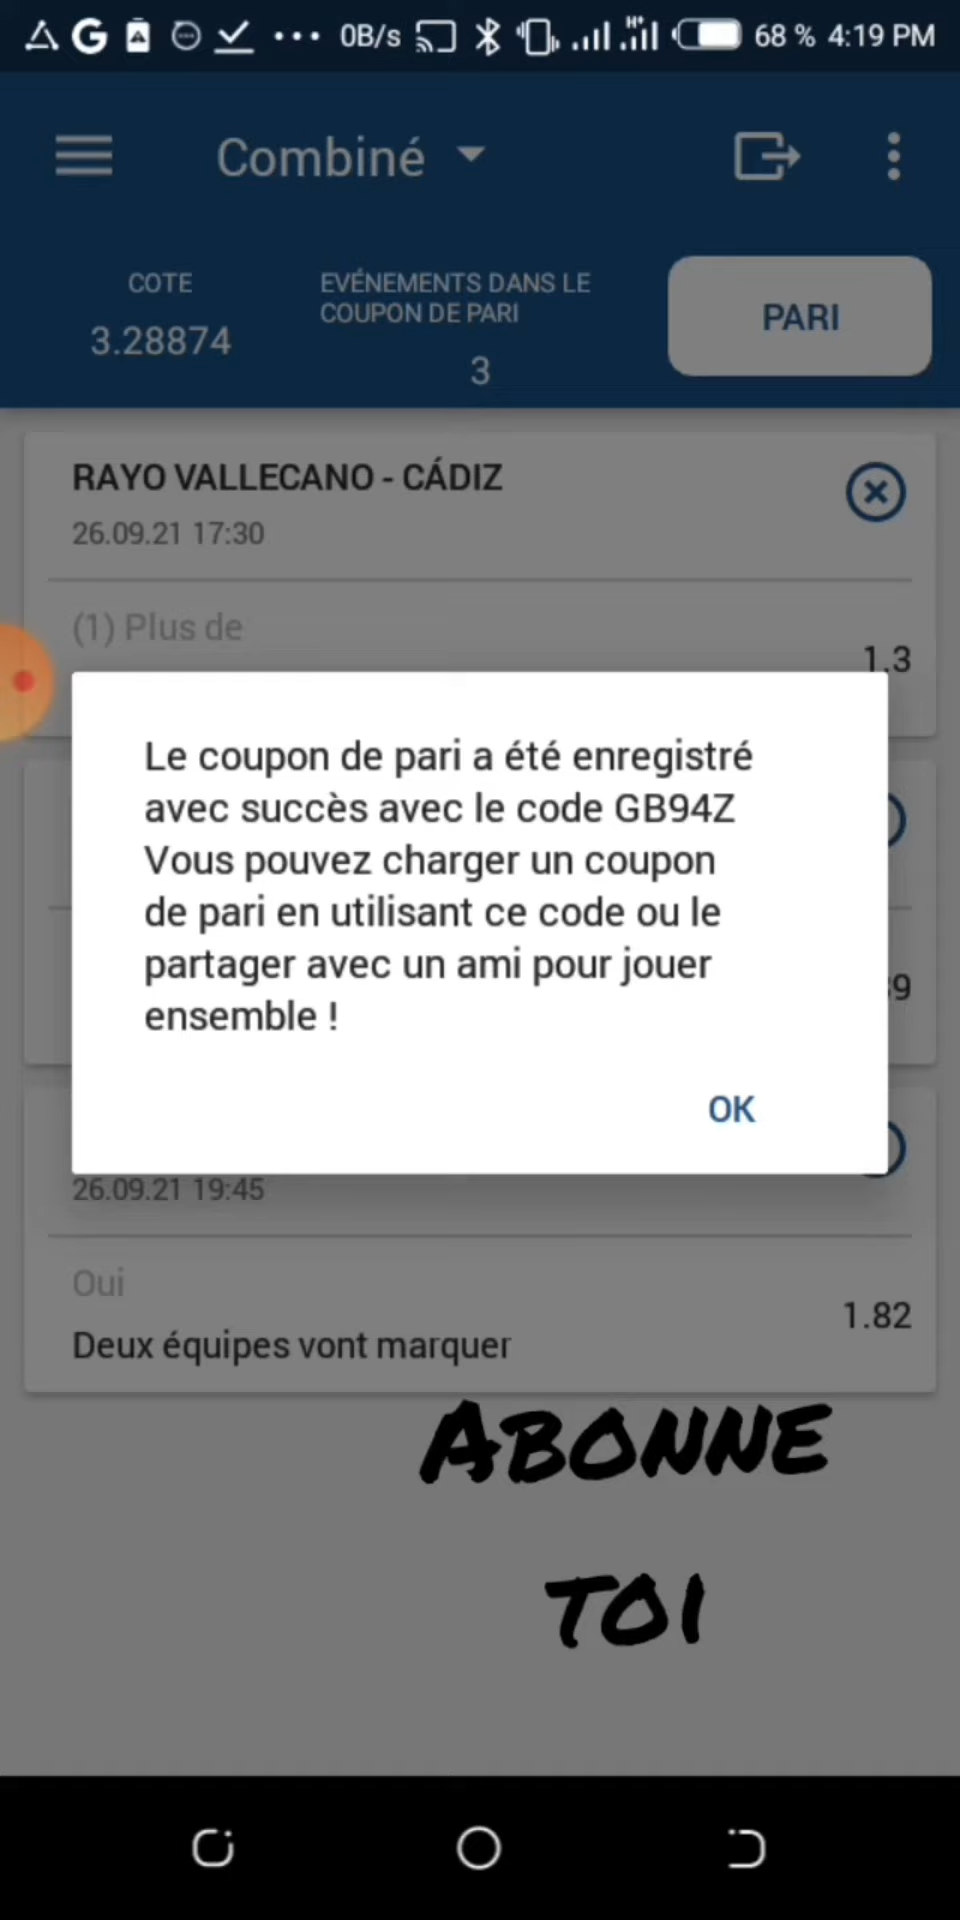 0B/s H+ 68 % 4:19 PM
Combiné
COTE
3.28874
EVÉNEMENTS DANS LE
COUPON DE PARI
3
PARI
RAYO VALLECANO - CÁDIZ
26.09.21 17:30
(1) Plus de
1.3
Le coupon de pari a été enregistré
avec succès avec le code GB94Z
Vous pouvez charger un coupon
de pari en utilisant ce code ou le
partager avec un ami pour jouer
ensemble !
OK
26.09.21 19:45
Oui
1.82
Deux équipes vont marquer
ABONNE
TOI